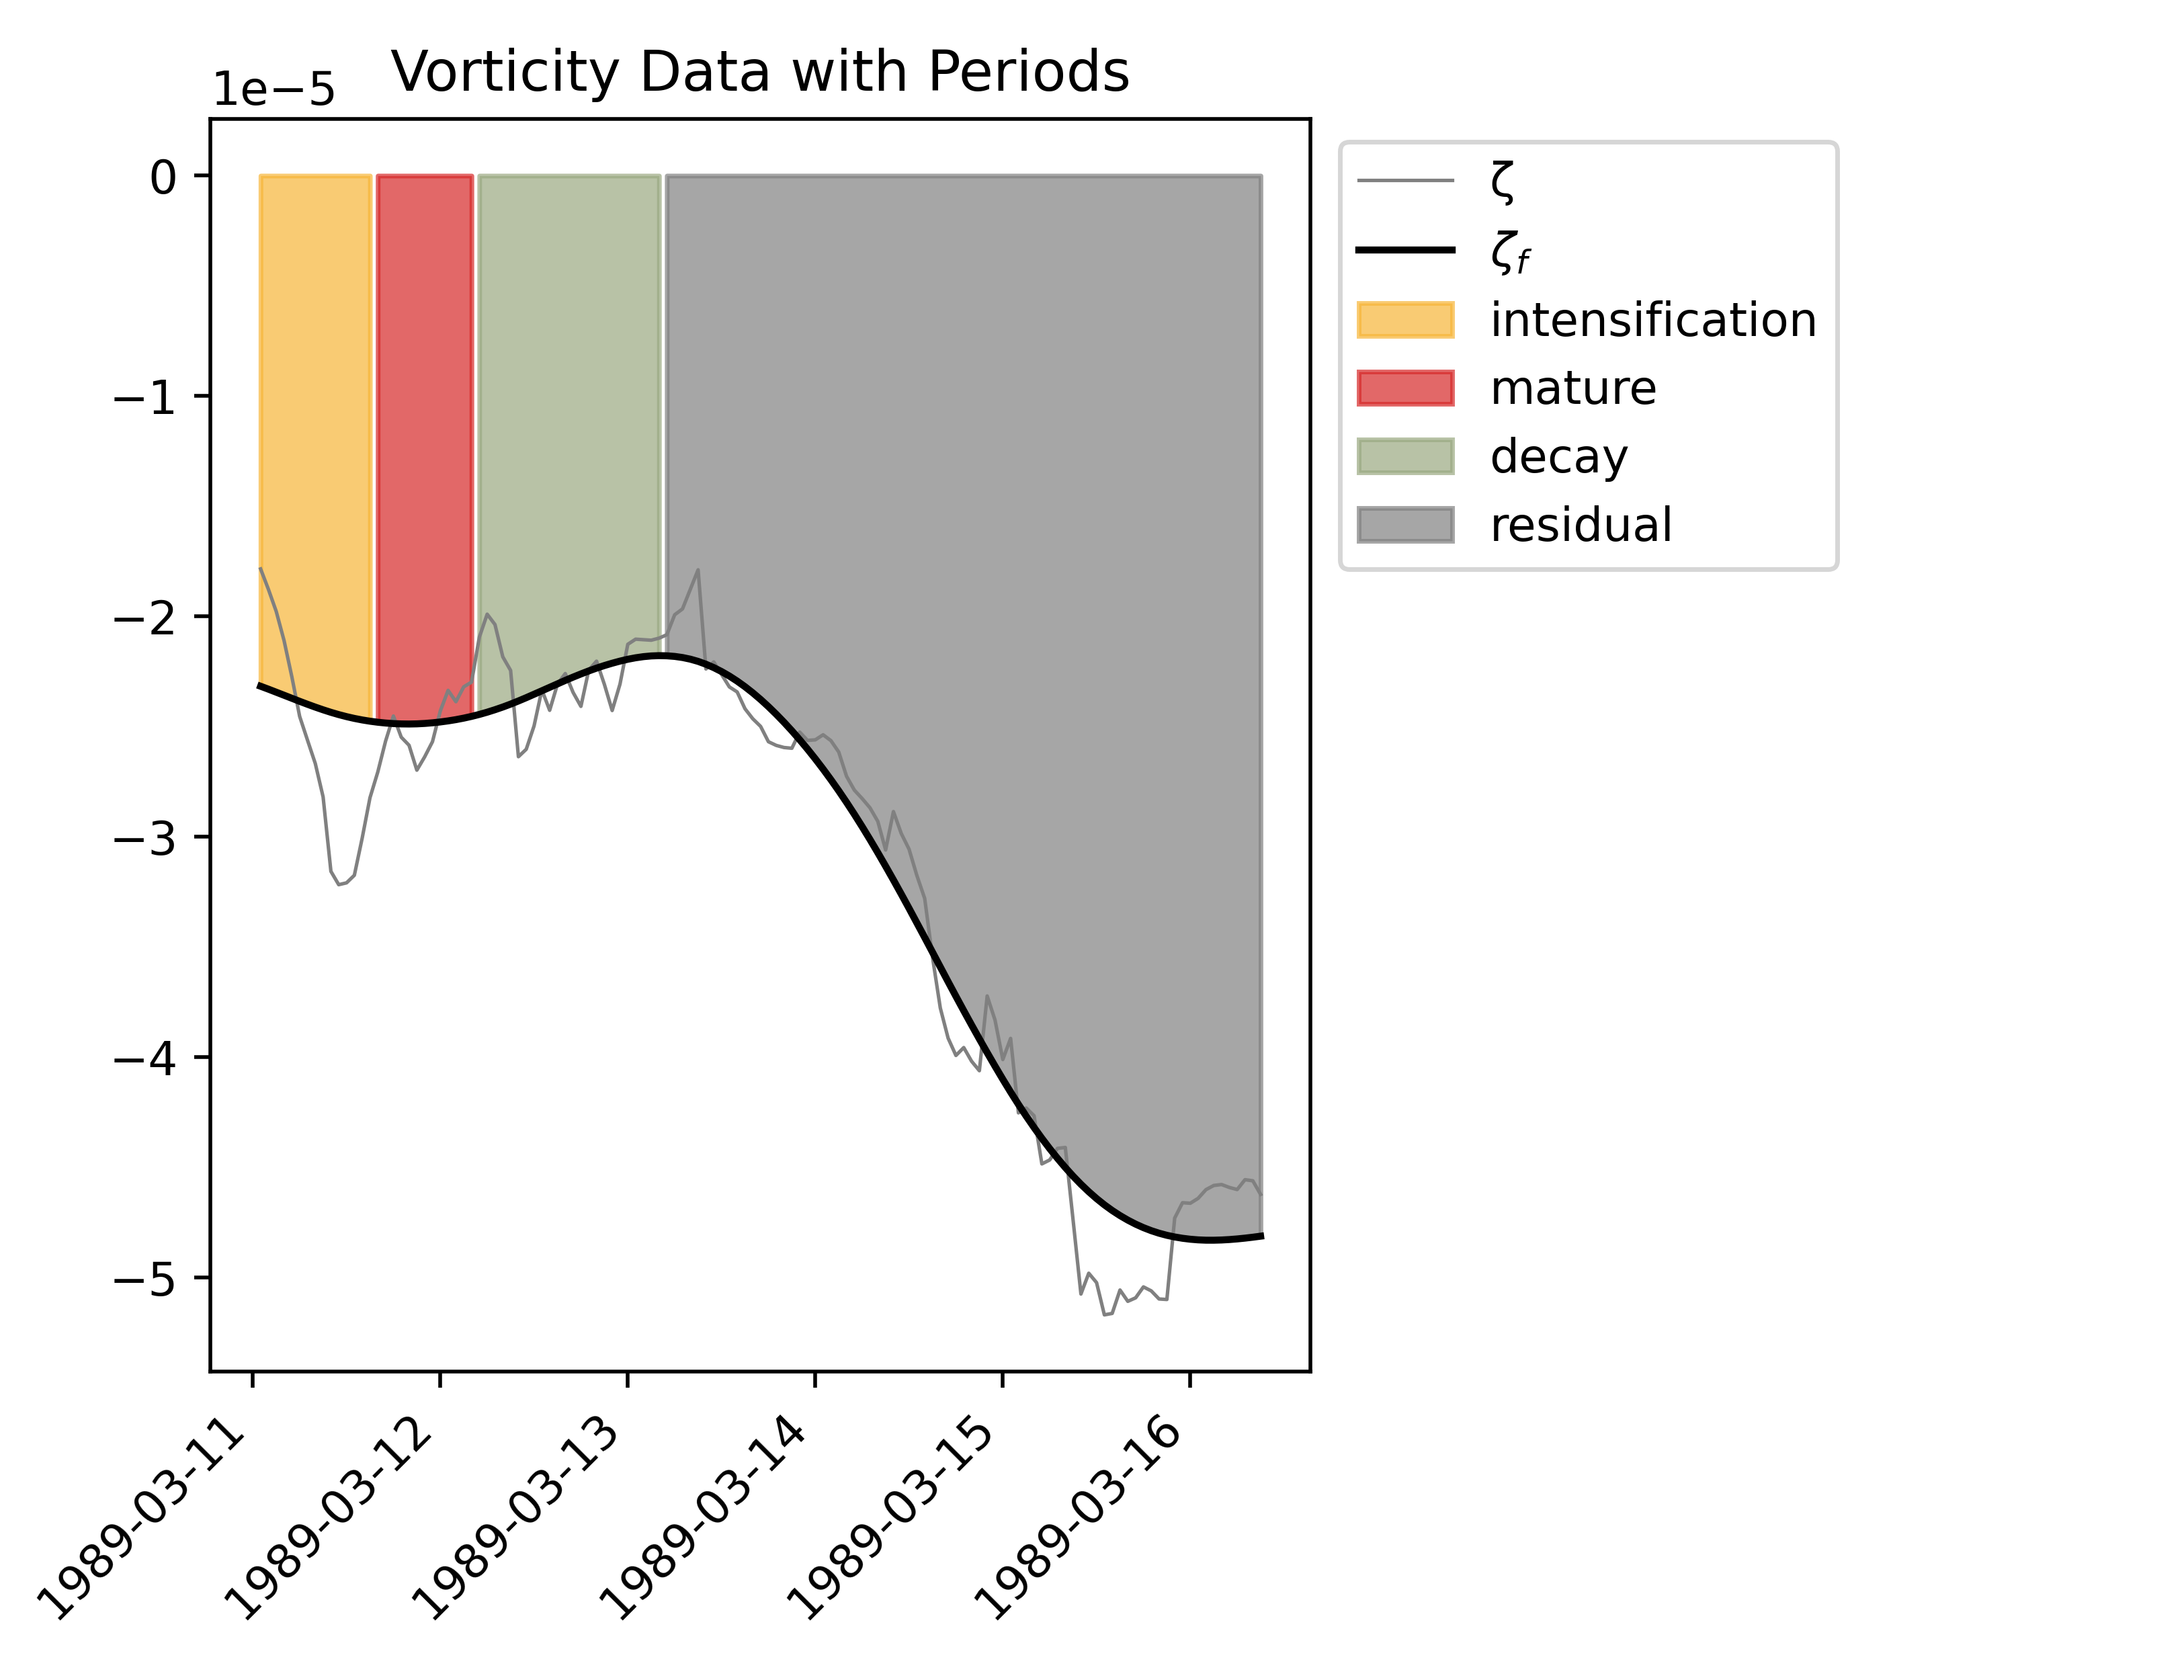 Vorticity Data with Periods
1e−5
0
−1
−2
−3
−4
−5
1989-03-11
1989-03-12
1989-03-13
1989-03-14
1989-03-15
1989-03-16
ζ
ζf
intensification
mature
decay
residual